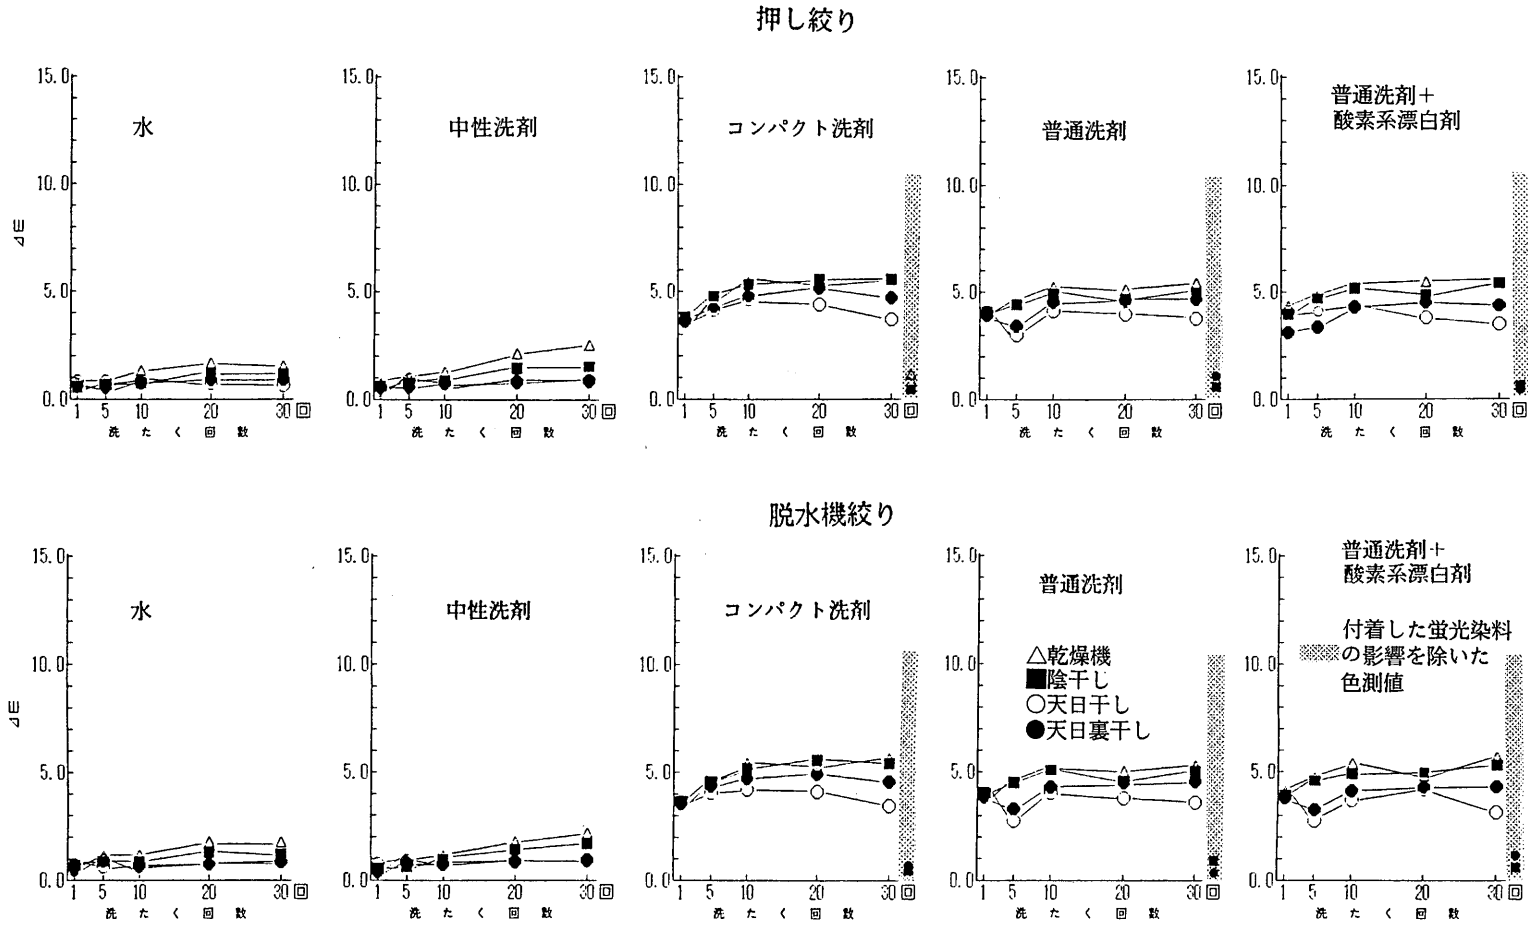 押し絞り
15.0
10.0
5.0
0.0
ΔE
水
1 5 10 20 30 回
洗たく回数
15.0
10.0
5.0
0.0
中性洗剤
1 5 10 20 30 回
洗たく回数
15.0
10.0
5.0
0.0
コンパクト洗剤
1 5 10 20 30 回
洗たく回数
15.0
10.0
5.0
0.0
普通洗剤
1 5 10 20 30 回
洗たく回数
15.0
10.0
5.0
0.0
普通洗剤+
酸素系漂白剤
1 5 10 20 30 回
洗たく回数
脱水機絞り
15.0
10.0
5.0
0.0
ΔE
水
1 5 10 20 30 回
洗たく回数
15.0
10.0
5.0
0.0
中性洗剤
1 5 10 20 30 回
洗たく回数
15.0
10.0
5.0
0.0
コンパクト洗剤
1 5 10 20 30 回
洗たく回数
15.0
10.0
5.0
0.0
普通洗剤
△乾燥機
■陰干し
○天日干し
●天日裏干し
1 5 10 20 30 回
洗たく回数
15.0
10.0
5.0
0.0
普通洗剤+
酸素系漂白剤
付着した蛍光染料
の影響を除いた
色測値
1 5 10 20 30 回
洗たく回数